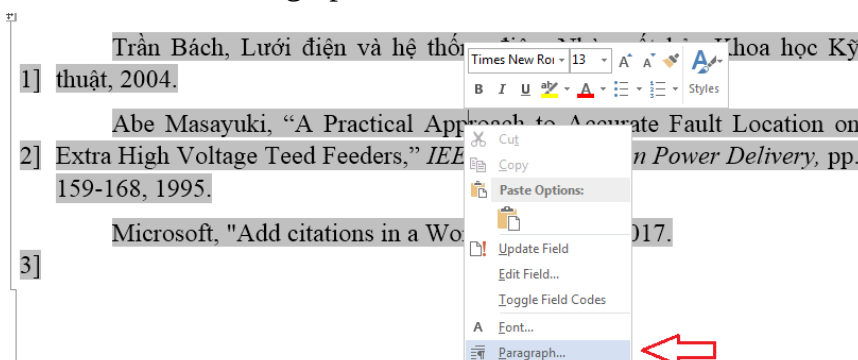 Trần Bách, Lưới điện và hệ thống Khoa học Kỹ
1] thuật, 2004.
Abe Masayuki, “A Practical Approach to Accurate Fault Location on
2] Extra High Voltage Teed Feeders,” IEE n Power Delivery, pp.
159-168, 1995.
Microsoft, "Add citations in a Wo 017.
3]
Times New Roi 13 A A A
B I U aby A Styles
Cut
Copy
Paste Options:
Update Field
Edit Field...
Toggle Field Codes
A Font...
Paragraph...